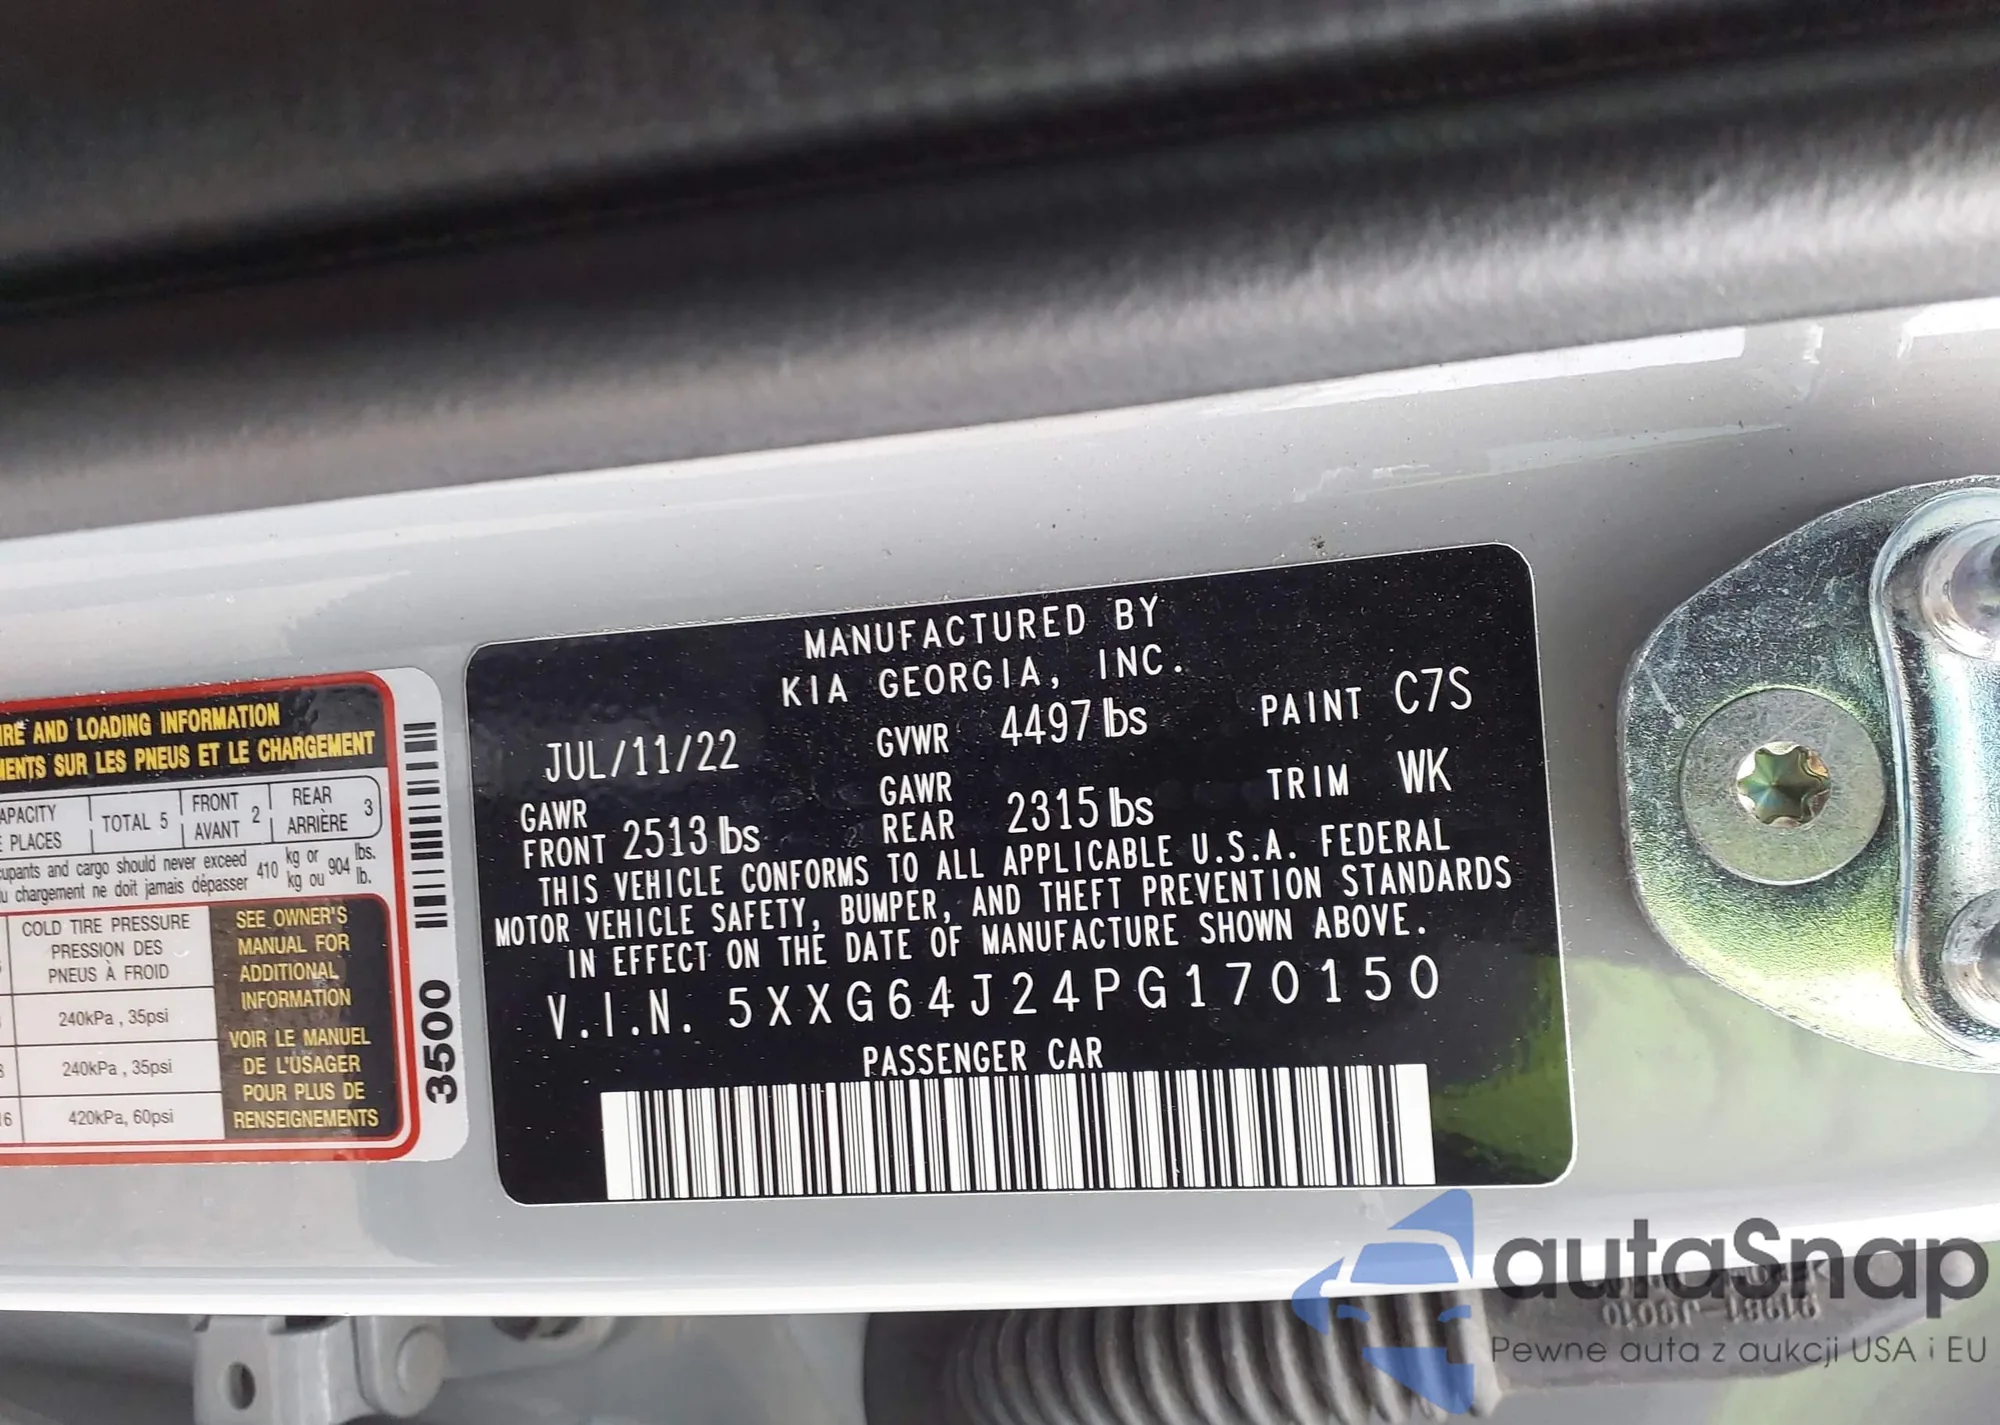 MANUFACTURED BY
KIA GEORGIA, INC.
JUL/11/22 GVWR 4497 lbs PAINT C7S
GAWR FRONT 2513 lbs GAWR REAR 2315 lbs TRIM WK
THIS VEHICLE CONFORMS TO ALL APPLICABLE U.S.A. FEDERAL
MOTOR VEHICLE SAFETY, BUMPER, AND THEFT PREVENTION STANDARDS
IN EFFECT ON THE DATE OF MANUFACTURE SHOWN ABOVE.
V.I.N. 5XXG64J24PG170150
PASSENGER CAR
AND LOADING INFORMATION
SUR LES PNEUS ET LE CHARGEMENT
TOTAL 5 FRONT AVANT 2 REAR ARRIÈRE 3
PLACES
and cargo should never exceed 410 kg or 904 lbs.
chargement ne doit jamais dépasser 410 kg ou 904 lb.
COLD TIRE PRESSURE
PRESSION DES
PNEUS À FROID
240kPa , 35psi
240kPa , 35psi
420kPa, 60psi
SEE OWNER'S
MANUAL FOR
ADDITIONAL
INFORMATION
VOIR LE MANUEL
DE L'USAGER
POUR PLUS DE
RENSEIGNEMENTS
3500
autaSnap
Pewne auta z aukcji USA i EU